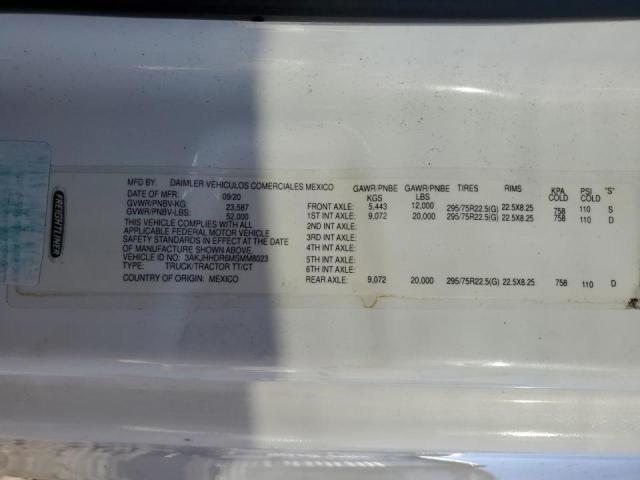 FREIGHTLINER
MFD BY: DAIMLER VEHICULOS COMERCIALES MEXICO
DATE OF MFR: 09/20
GVWR/PNBV-KG: 23,587
GVWR/PNBV-LBS: 52,000
THIS VEHICLE COMPLIES WITH ALL
APPLICABLE FEDERAL MOTOR VEHICLE
SAFETY STANDARDS IN EFFECT AT THE DATE
OF MANUFACTURE SHOWN ABOVE.
VEHICLE ID NO: 3AKJHHDR6MSMM8023
TYPE: TRUCK/TRACTOR TT/CT
COUNTRY OF ORIGIN: MEXICO
GAWR/PNBE KGS GAWR/PNBE LBS TIRES RIMS KPA COLD PSI COLD "S"
FRONT AXLE: 5,443 12,000 295/75R22.5(G) 22.5X8.25 758 110 S
1ST INT AXLE: 9,072 20,000 295/75R22.5(G) 22.5X8.25 758 110 D
2ND INT AXLE:
3RD INT AXLE:
4TH INT AXLE:
5TH INT AXLE:
6TH INT AXLE:
REAR AXLE: 9,072 20,000 295/75R22.5(G) 22.5X8.25 758 110 D